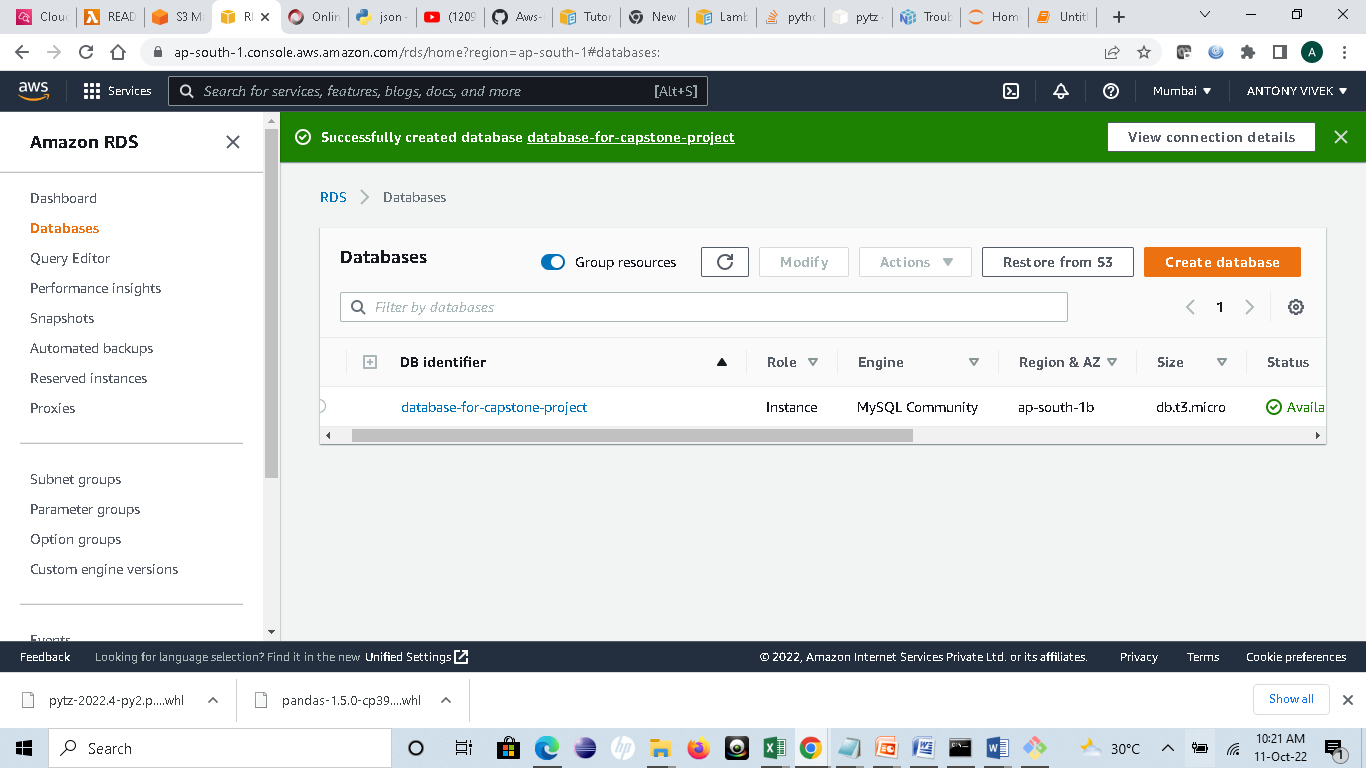 Clou
READ
S3 M
RD
Onlin
json -
(1209
Aws-
Tutor
New
Lamb
pytho
pytz
Troub
Hom
Untit
ap-south-1.console.aws.amazon.com/rds/home?region=ap-south-1#databases:
A
aws
Services
Search for services, features, blogs, docs, and more
[Alt+S]
Mumbai
ANTONY VIVEK
Amazon RDS
Successfully created database database-for-capstone-project
View connection details
Dashboard
Databases
Query Editor
Performance insights
Snapshots
Automated backups
Reserved instances
Proxies
Subnet groups
Parameter groups
Option groups
Custom engine versions
Events
RDS
Databases
Databases
Group resources
Modify
Actions
Restore from S3
Create database
Filter by databases
1
DB identifier
Role
Engine
Region & AZ
Size
Status
database-for-capstone-project
Instance
MySQL Community
ap-south-1b
db.t3.micro
Availa
Feedback
Looking for language selection? Find it in the new Unified Settings
© 2022, Amazon Internet Services Private Ltd. or its affiliates.
Privacy
Terms
Cookie preferences
pytz-2022.4-py2.p....whl
pandas-1.5.0-cp39....whl
Show all
Search
30°C
10:21 AM
11-Oct-22
1